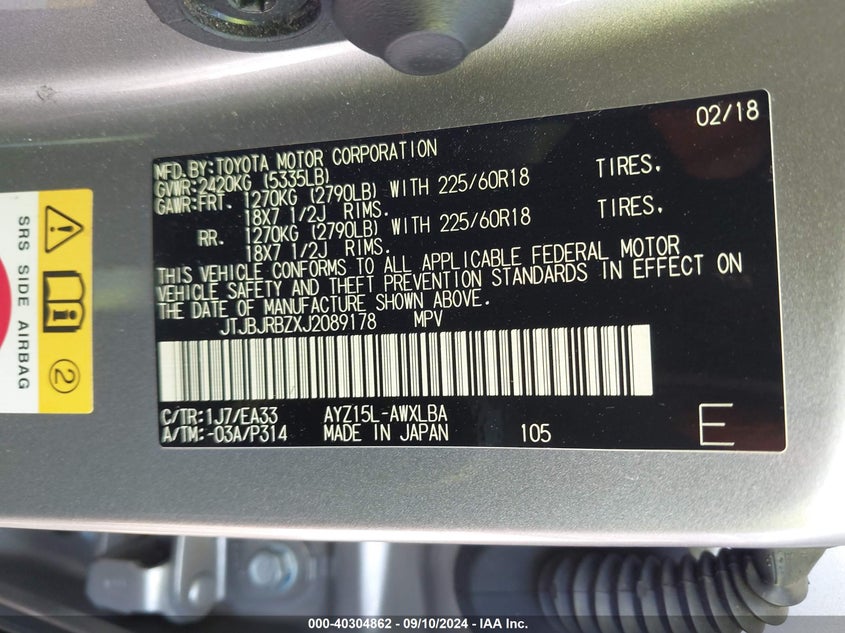 02/18
MFD.BY:TOYOTA MOTOR CORPORATION
GVWR:2420KG (5335LB)
GAWR:FRT. 1270KG (2790LB) WITH 225/60R18 TIRES.
18X7 1/2J RIMS.
RR. 1270KG (2790LB) WITH 225/60R18 TIRES.
18X7 1/2J RIMS.
THIS VEHICLE CONFORMS TO ALL APPLICABLE FEDERAL MOTOR
VEHICLE SAFETY AND THEFT PREVENTION STANDARDS IN EFFECT ON
THE DATE OF MANUFACTURE SHOWN ABOVE.
JTJBJRBZXJ2089178 MPV
C/TR:1J7/EA33 AYZ15L-AWXLBA
A/TM:-03A/P314 MADE IN JAPAN 105 E
SRS SIDE AIRBAG
2
000-40304862 - 09/10/2024 - IAA Inc.